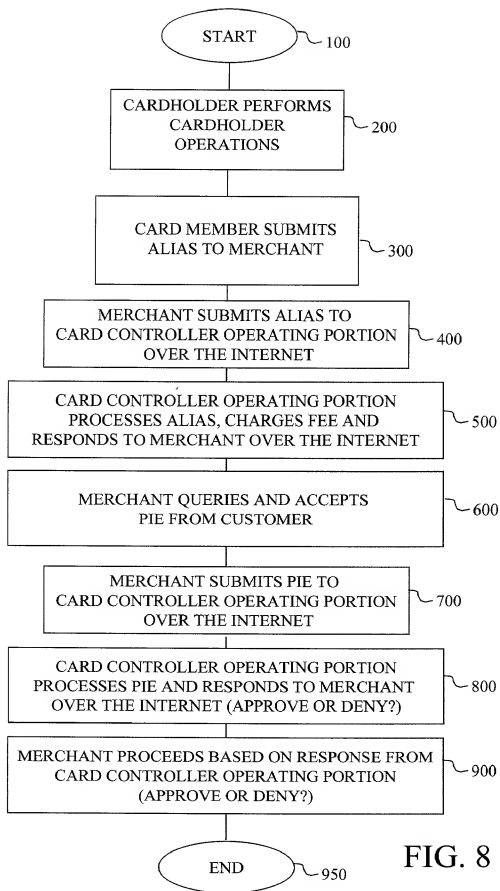 START
100
CARDHOLDER PERFORMS
CARDHOLDER
OPERATIONS
200
CARD MEMBER SUBMITS
ALIAS TO MERCHANT
300
MERCHANT SUBMITS ALIAS TO
CARD CONTROLLER OPERATING PORTION
OVER THE INTERNET
400
CARD CONTROLLER OPERATING PORTION
PROCESSES ALIAS, CHARGES FEE AND
RESPONDS TO MERCHANT OVER THE INTERNET
500
MERCHANT QUERIES AND ACCEPTS
PIE FROM CUSTOMER
600
MERCHANT SUBMITS PIE TO
CARD CONTROLLER OPERATING PORTION
OVER THE INTERNET
700
CARD CONTROLLER OPERATING PORTION
PROCESSES PIE AND RESPONDS TO MERCHANT
OVER THE INTERNET (APPROVE OR DENY?)
800
MERCHANT PROCEEDS BASED ON RESPONSE FROM
CARD CONTROLLER OPERATING PORTION
(APPROVE OR DENY?)
900
END
950
FIG. 8